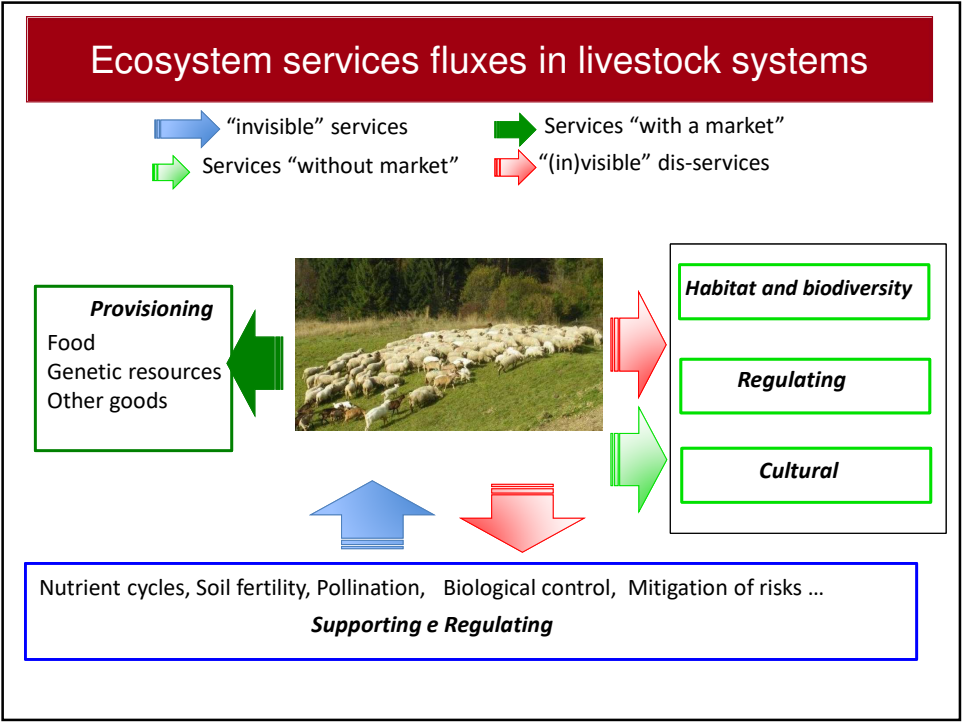 Ecosystem services fluxes in livestock systems
“invisible” services
Services “with a market”
Services “without market”
“(in)visible” dis-services
Provisioning
Food
Genetic resources
Other goods
Habitat and biodiversity
Regulating
Cultural
Nutrient cycles, Soil fertility, Pollination, Biological control, Mitigation of risks ...
Supporting e Regulating